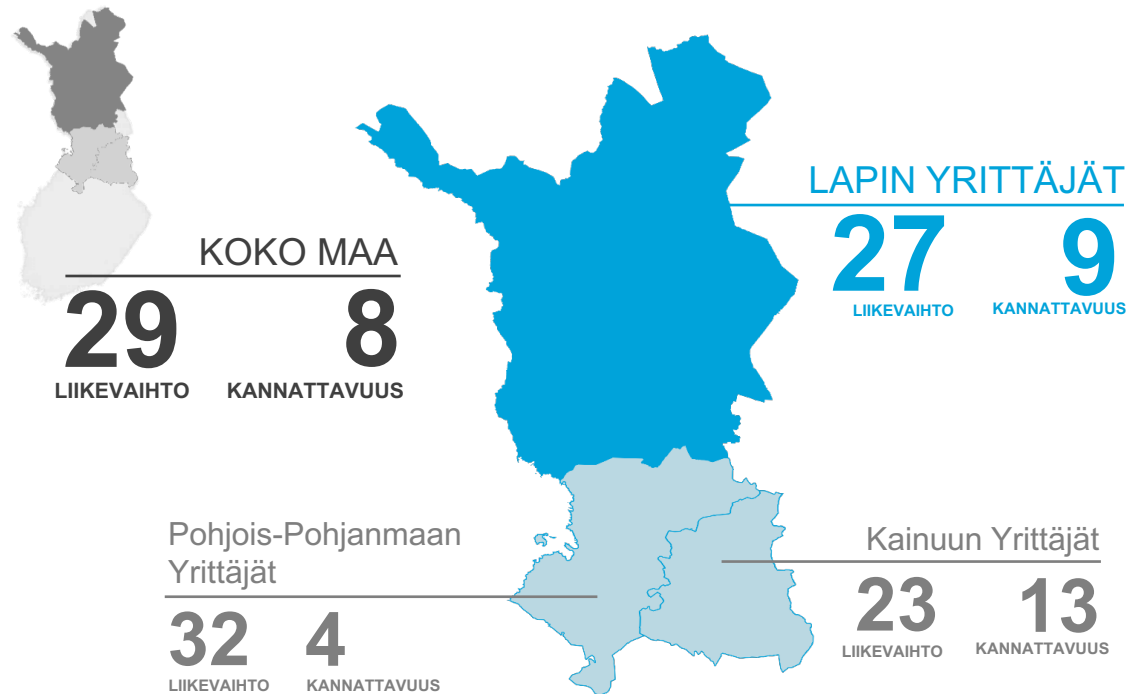 LAPIN YRITTÄJÄT
27 9
LIIKEVAIHTO KANNATTAVUUS
KOKO MAA
29 8
LIIKEVAIHTO KANNATTAVUUS
Pohjois-Pohjanmaan
Yrittäjät
32 4
LIIKEVAIHTO KANNATTAVUUS
Kainuun Yrittäjät
23 13
LIIKEVAIHTO KANNATTAVUUS